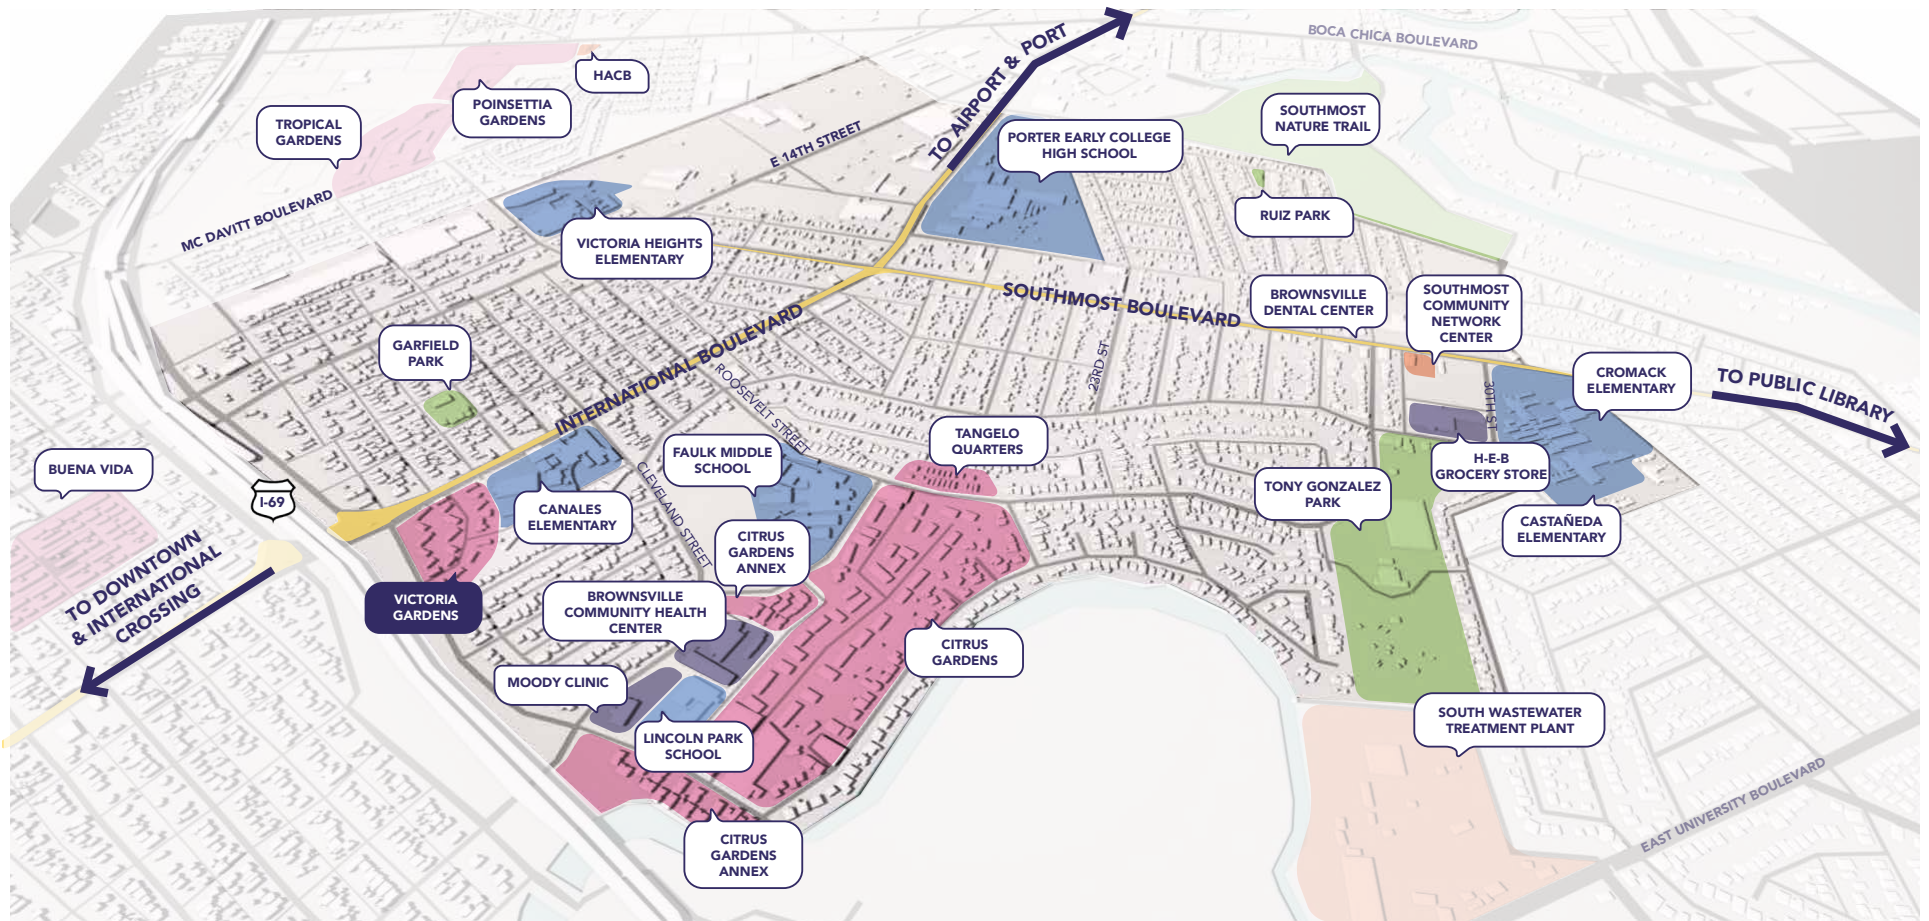 BOCA CHICA BOULEVARD
TO AIRPORT & PORT
HACB
POINSETTIA
GARDENS
TROPICAL
GARDENS
SOUTHMOST
NATURE TRAIL
E 14TH STREET
PORTER EARLY COLLEGE
HIGH SCHOOL
MC DAVITT BOULEVARD
RUIZ PARK
VICTORIA HEIGHTS
ELEMENTARY
SOUTHMOST BOULEVARD
BROWNSVILLE
DENTAL CENTER
SOUTHMOST
COMMUNITY
NETWORK
CENTER
INTERNATIONAL BOULEVARD
GARFIELD
PARK
ROOSEVELT STREET
23RD ST
30TH ST
CROMACK
ELEMENTARY
TO PUBLIC LIBRARY
BUENA VIDA
I-69
FAULK MIDDLE
SCHOOL
TANGELO
QUARTERS
H-E-B
GROCERY STORE
TONY GONZALEZ
PARK
CANALES
ELEMENTARY
CLEVELAND STREET
CITRUS
GARDENS
ANNEX
CASTAÑEDA
ELEMENTARY
TO DOWNTOWN
& INTERNATIONAL
CROSSING
VICTORIA
GARDENS
BROWNSVILLE
COMMUNITY HEALTH
CENTER
CITRUS
GARDENS
MOODY CLINIC
LINCOLN PARK
SCHOOL
SOUTH WASTEWATER
TREATMENT PLANT
EAST UNIVERSITY BOULEVARD
CITRUS
GARDENS
ANNEX